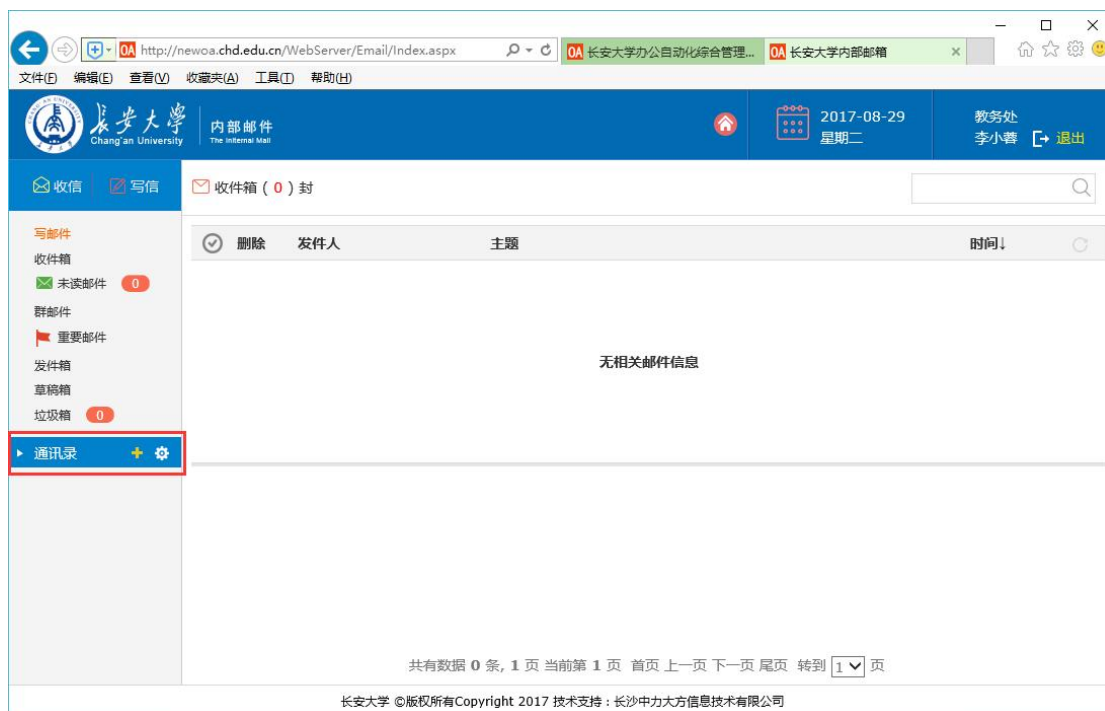 http://newoa.chd.edu.cn/WebServer/Email/Index.aspx
OA 长安大学办公自动化综合管理...
OA 长安大学内部邮箱
文件(F) 编辑(E) 查看(V) 收藏夹(A) 工具(T) 帮助(H)
长安大学
Chang'an University
内部邮件
The Internal Mail
2017-08-29
星期二
教务处
李小蓉 退出
收信 写信
收件箱 ( 0 ) 封
写邮件
收件箱
未读邮件 0
群邮件
重要邮件
发件箱
草稿箱
垃圾箱 0
通讯录
删除 发件人 主题 时间↓
无相关邮件信息
共有数据 0 条, 1 页 当前第 1 页 首页 上一页 下一页 尾页 转到 1 页
长安大学 ©版权所有Copyright 2017 技术支持：长沙中力大方信息技术有限公司